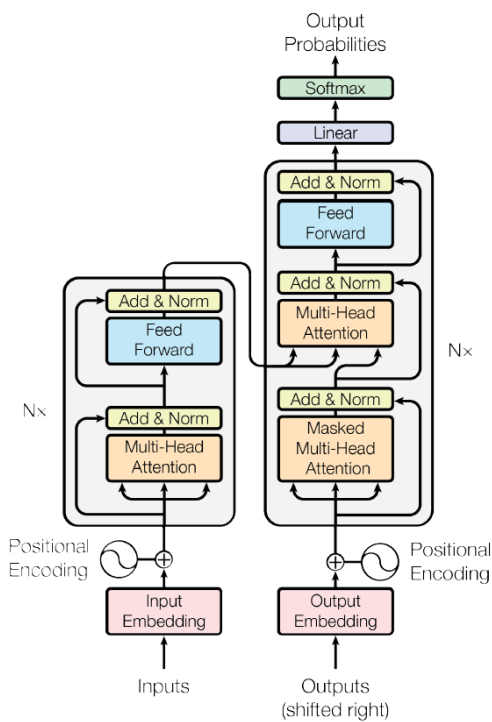 Output
Probabilities
Softmax
Linear
Add & Norm
Feed
Forward
Add & Norm
Multi-Head
Attention
Add & Norm
Masked
Multi-Head
Attention
N×
Positional
Encoding
Output
Embedding
Outputs
(shifted right)
Add & Norm
Feed
Forward
Add & Norm
Multi-Head
Attention
N×
Positional
Encoding
Input
Embedding
Inputs